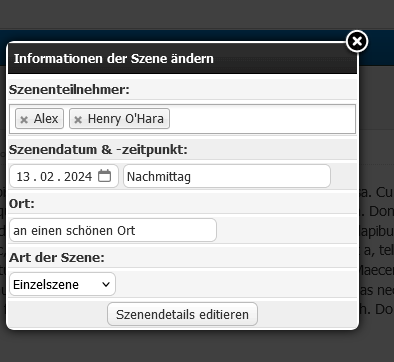 Informationen der Szene ändern
Szenenteilnehmer:
× Alex × Henry O'Hara
Szenendatum & -zeitpunkt:
13.02.2024 Nachmittag
Ort:
an einen schönen Ort
Art der Szene:
Einzelszene
Szenendetails editieren